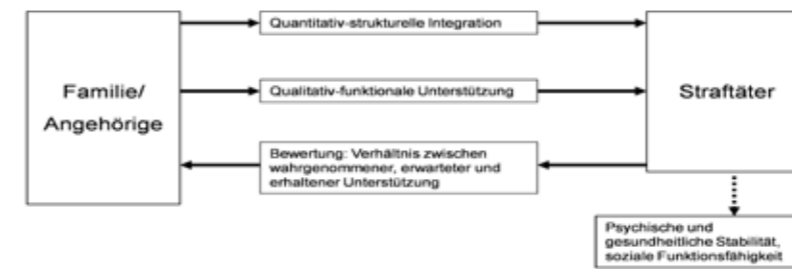 Familie/
Angehörige
Quantitativ-strukturelle Integration
Qualitativ-funktionale Unterstützung
Bewertung: Verhältnis zwischen
wahrgenommener, erwarteter und
erhaltener Unterstützung
Straftäter
Psychische und
gesundheitliche Stabilität,
soziale Funktionsfähigkeit